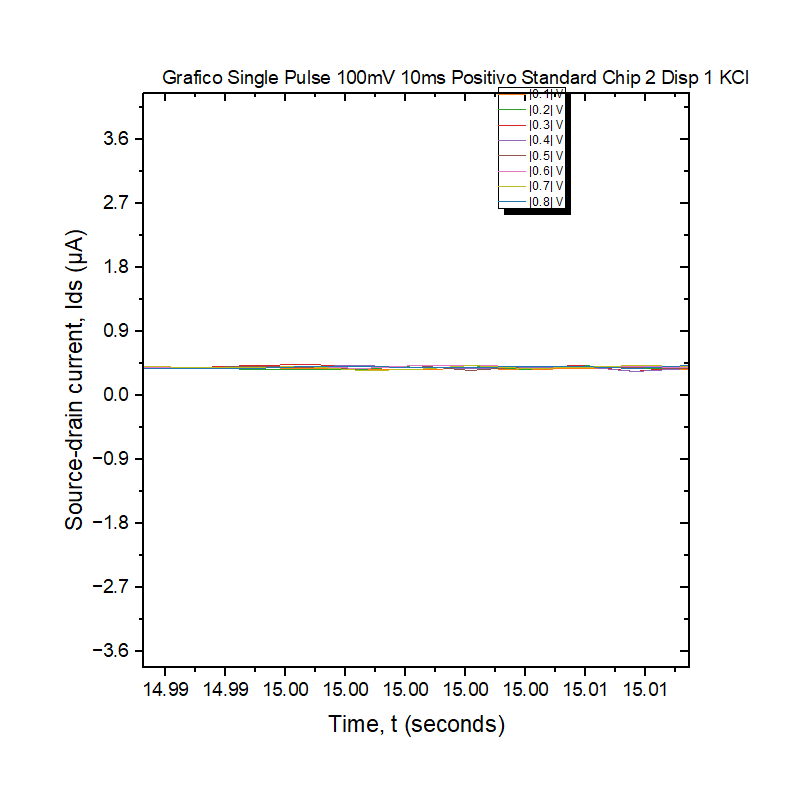 Grafico Single Pulse 100mV 10ms Positivo Standard Chip 2 Disp 1 KCl
|0.1| V
|0.2| V
|0.3| V
|0.4| V
|0.5| V
|0.6| V
|0.7| V
|0.8| V
Source-drain current, Ids (µA)
3.6
2.7
1.8
0.9
0.0
−0.9
−1.8
−2.7
−3.6
14.99 14.99 15.00 15.00 15.00 15.00 15.00 15.01 15.01
Time, t (seconds)